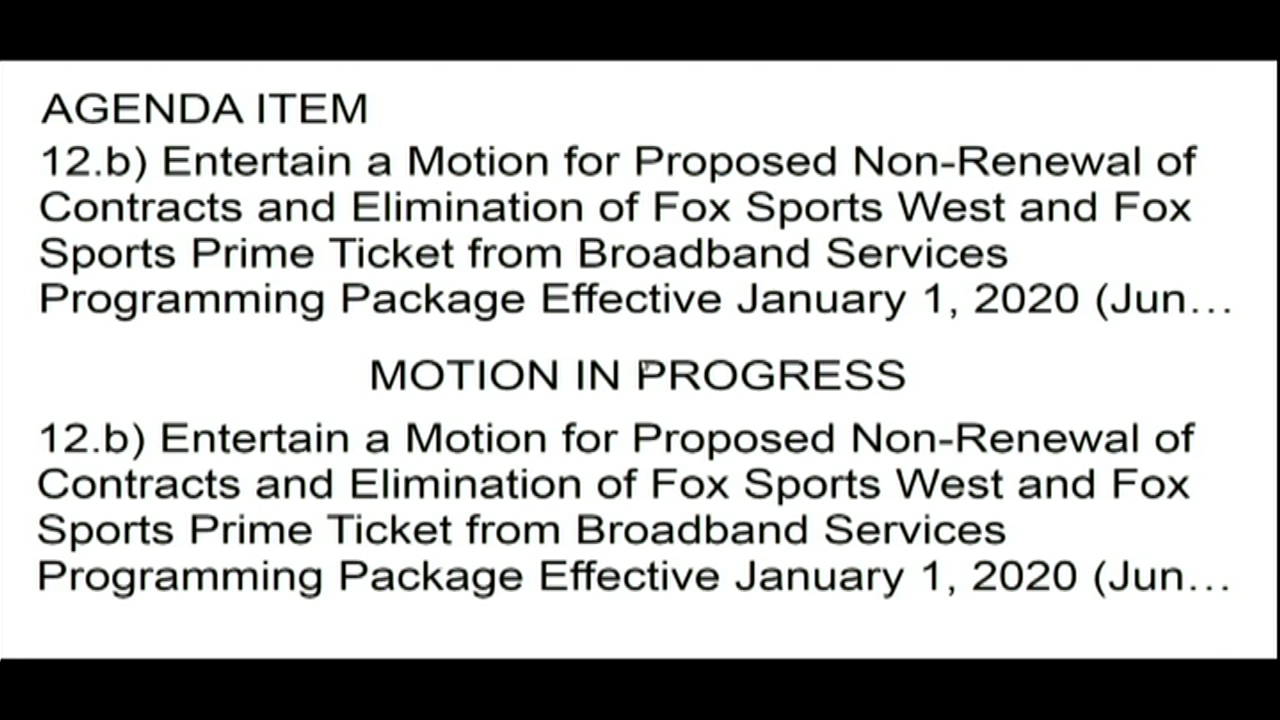 AGENDA ITEM
12.b) Entertain a Motion for Proposed Non-Renewal of
Contracts and Elimination of Fox Sports West and Fox
Sports Prime Ticket from Broadband Services
Programming Package Effective January 1, 2020 (Jun...
MOTION IN PROGRESS
12.b) Entertain a Motion for Proposed Non-Renewal of
Contracts and Elimination of Fox Sports West and Fox
Sports Prime Ticket from Broadband Services
Programming Package Effective January 1, 2020 (Jun...